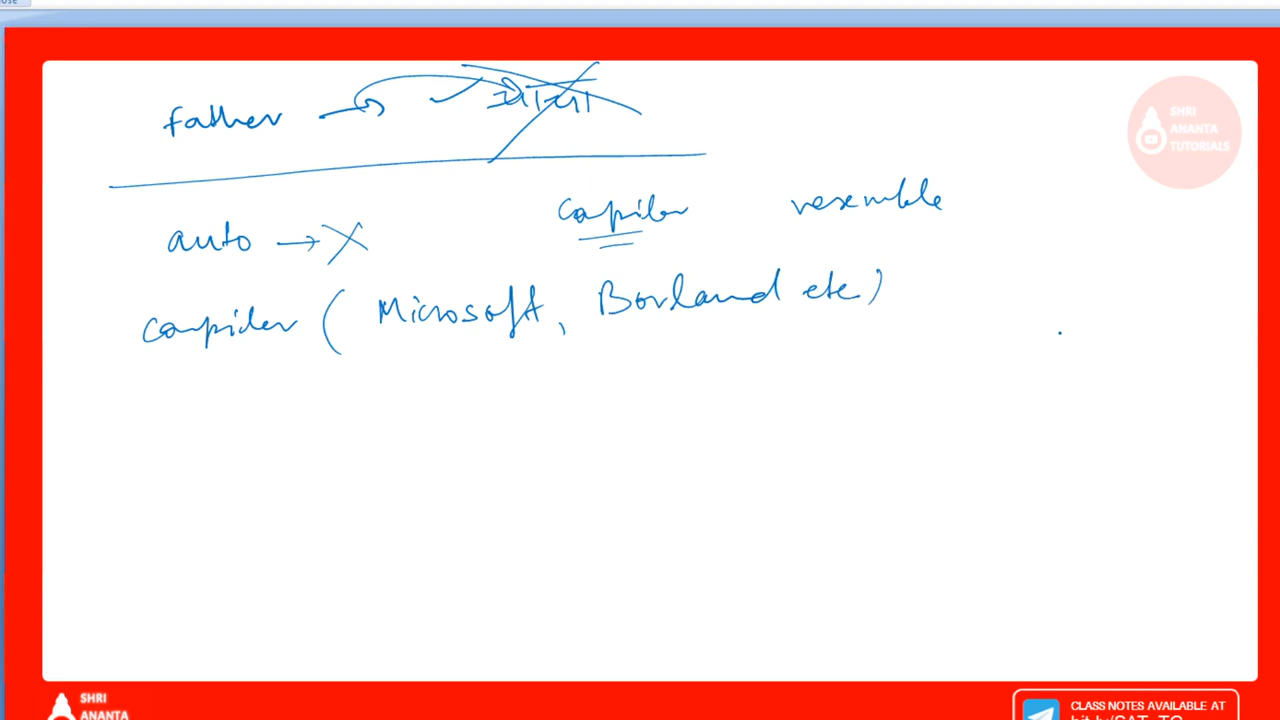 father →
auto → X compiler resemble
compiler ( Microsoft, Borland etc )
SHRI
ANANTA
TUTORIALS
SHRI
ANANTA
CLASS NOTES AVAILABLE AT